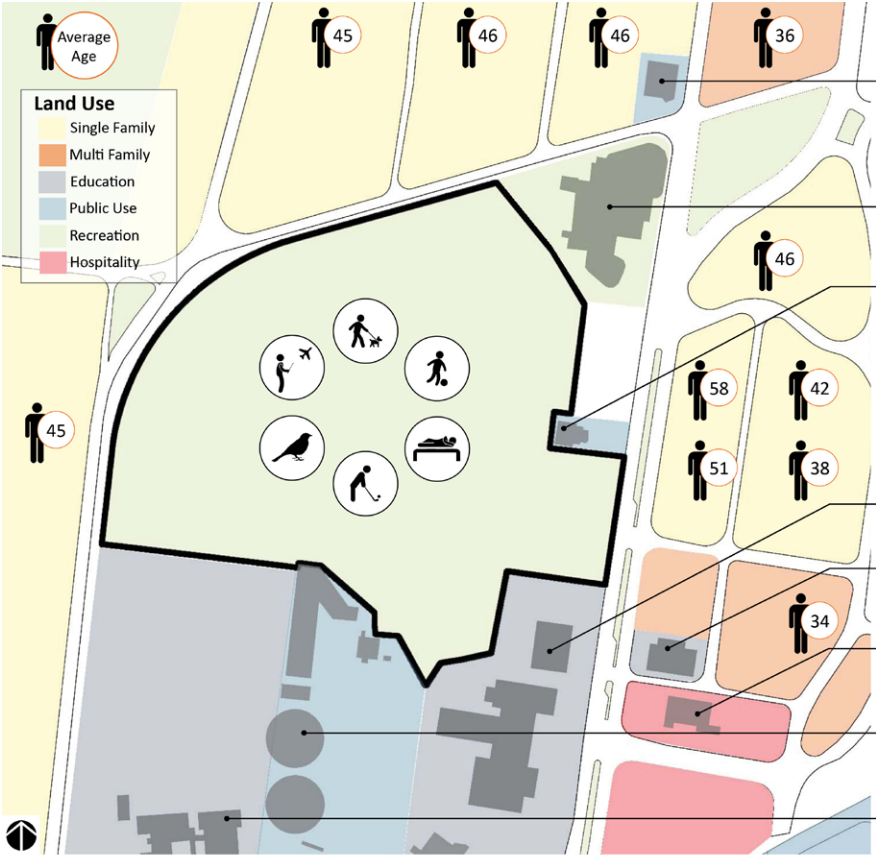 Average
Age
45
46
46
36
Land Use
Single Family
Multi Family
Education
Public Use
Recreation
Hospitality
46
58
42
45
51
38
34